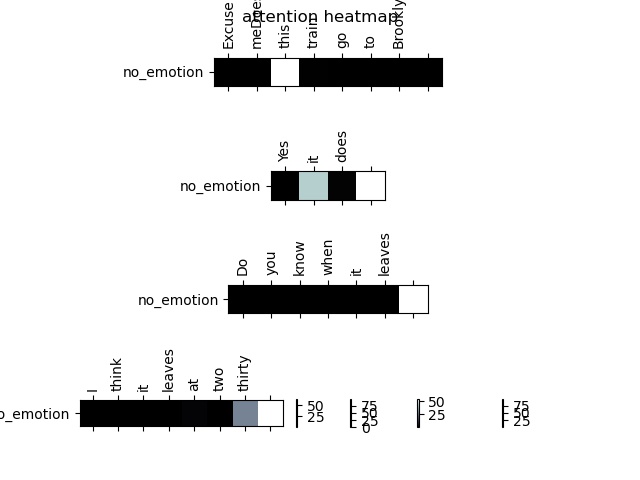 attention heatmap
Excuse meDoes this train go to Brookly
no_emotion
Yes it does
no_emotion
Do you know when it leaves
no_emotion
I think it leaves at two thirty
o_emotion
50 25
75 50 25 0
50 25
75 50 25